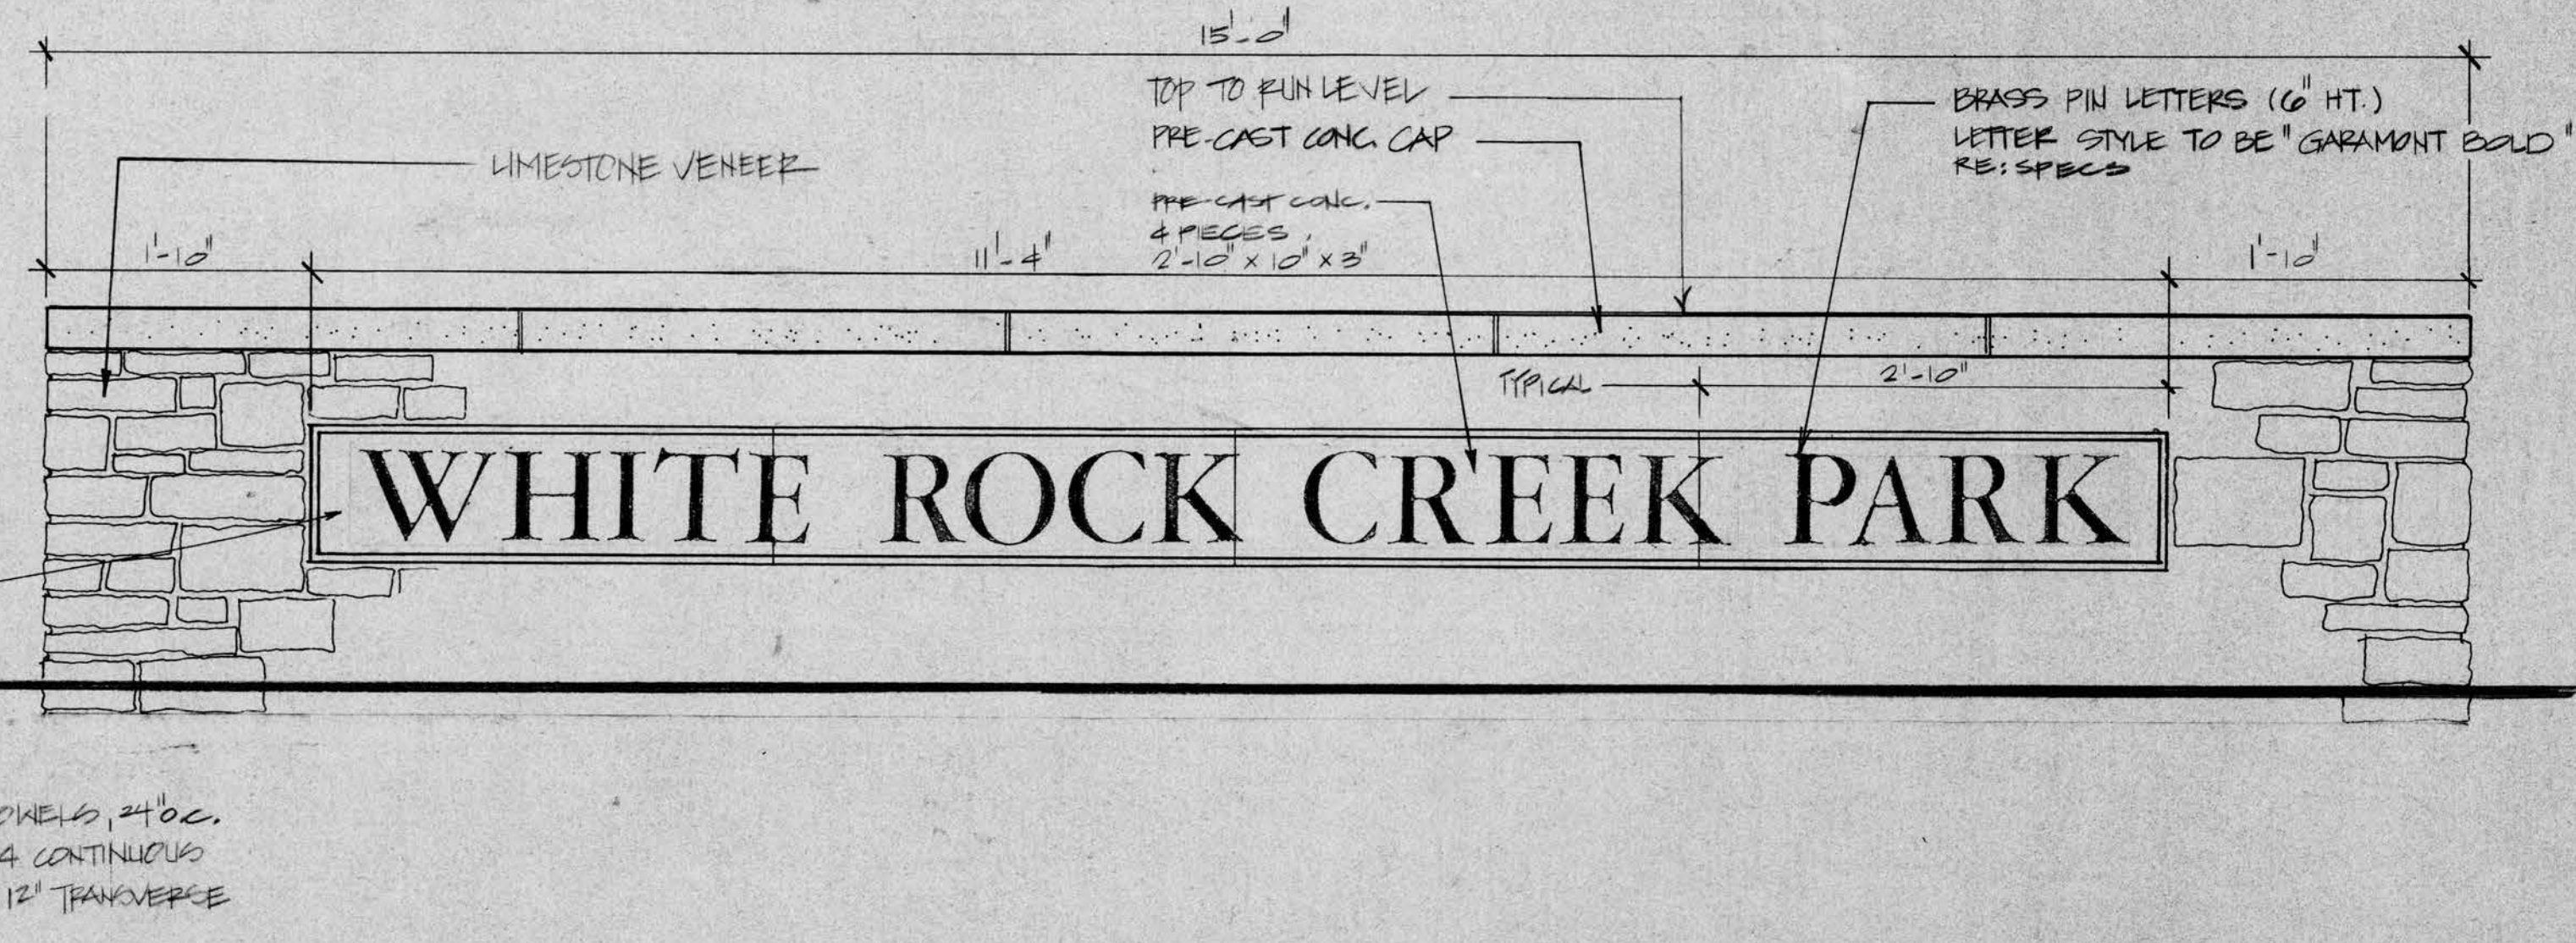 15'-0"
TOP TO RUN LEVEL
PRE-CAST CONC. CAP
BRASS PIN LETTERS (6" HT.)
LETTER STYLE TO BE "GARAMONT BOLD"
RE: SPECS
LIMESTONE VENEER
PRE-CAST CONC.
4 PIECES,
2'-10" x 10" x 3"
1'-10"
11'-4"
1'-10"
TYPICAL
2'-10"
WHITE ROCK CREEK PARK
24" O.C.
4 CONTINUOUS
12" TRANSVERSE